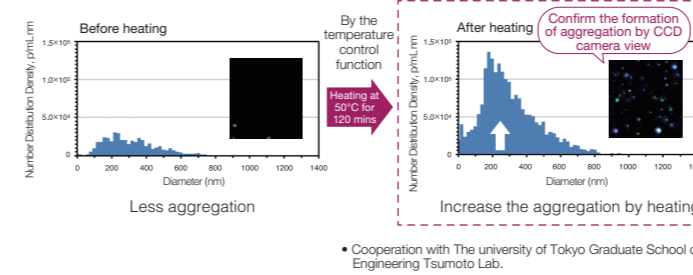 Before heating
Number Distribution Density, p/mL.nm
1.5×10⁵
1.0×10⁵
5.0×10⁴
0
0 200 400 600 800 1000 1200 1400
Diameter (nm)
Less aggregation
By the
temperature
control
function
Heating at
50°C for
120 mins
After heating
Confirm the formation
of aggregation by CCD
camera view
Number Distribution Density, p/mL.nm
1.5×10⁵
1.0×10⁵
5.0×10⁴
0
0 200 400 600 800 1000 1200
Diameter (nm)
Increase the aggregation by heating
• Cooperation with The university of Tokyo Graduate School
Engineering Tsumoto Lab.